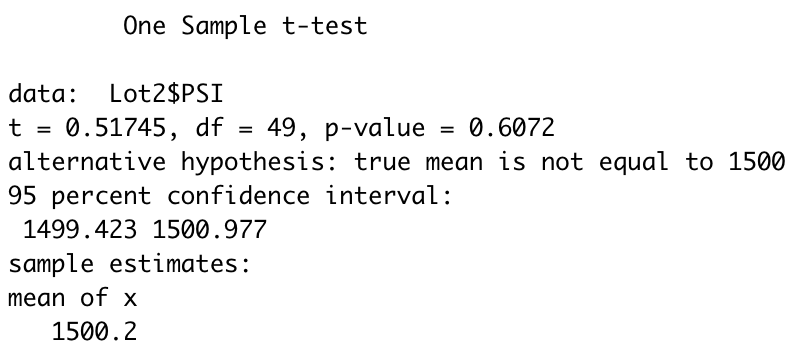 One Sample t-test
data:  Lot2$PSI
t = 0.51745, df = 49, p-value = 0.6072
alternative hypothesis: true mean is not equal to 1500
95 percent confidence interval:
1499.423 1500.977
sample estimates:
mean of x
1500.2